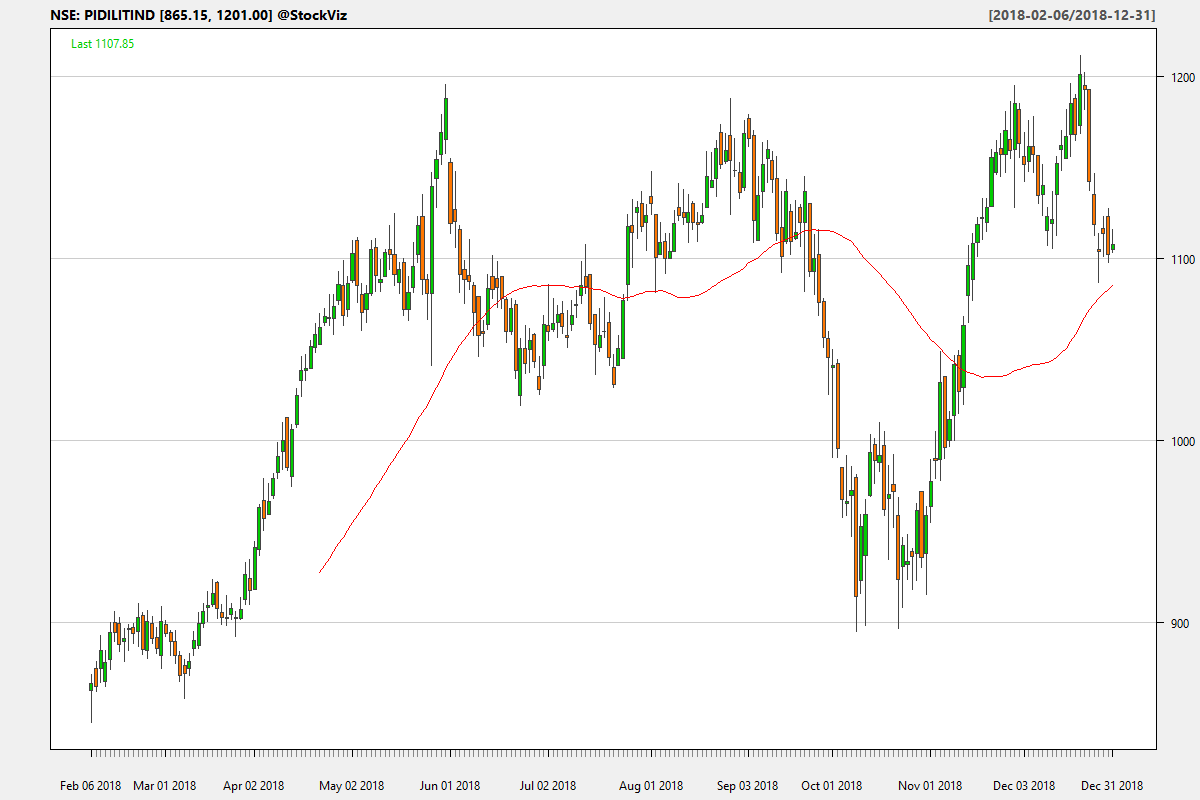 NSE: PIDILITIND [865.15, 1201.00] @StockViz
[2018-02-06/2018-12-31]
Last 1107.85
1200
1100
1000
900
Feb 06 2018 Mar 01 2018 Apr 02 2018 May 02 2018 Jun 01 2018 Jul 02 2018 Aug 01 2018 Sep 03 2018 Oct 01 2018 Nov 01 2018 Dec 03 2018 Dec 31 2018